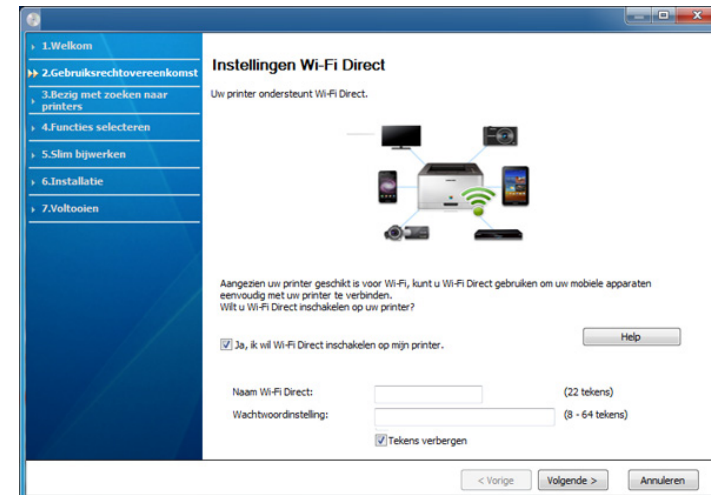 1.Welkom
2.Gebruiksrechtovereenkomst
3.Bezig met zoeken naar
printers
4.Functies selecteren
5.Slim bijwerken
6.Installatie
7.Voltooien
Instellingen Wi-Fi Direct
Uw printer ondersteunt Wi-Fi Direct.
Aangezien uw printer geschikt is voor Wi-Fi, kunt u Wi-Fi Direct gebruiken om uw mobiele apparaten
eenvoudig met uw printer te verbinden.
Wilt u Wi-Fi Direct inschakelen op uw printer?
Ja, ik wil Wi-Fi Direct inschakelen op mijn printer.
Help
Naam Wi-Fi Direct: (22 tekens)
Wachtwoordinstelling: (8 - 64 tekens)
Tekens verbergen
< Vorige Volgende > Annuleren